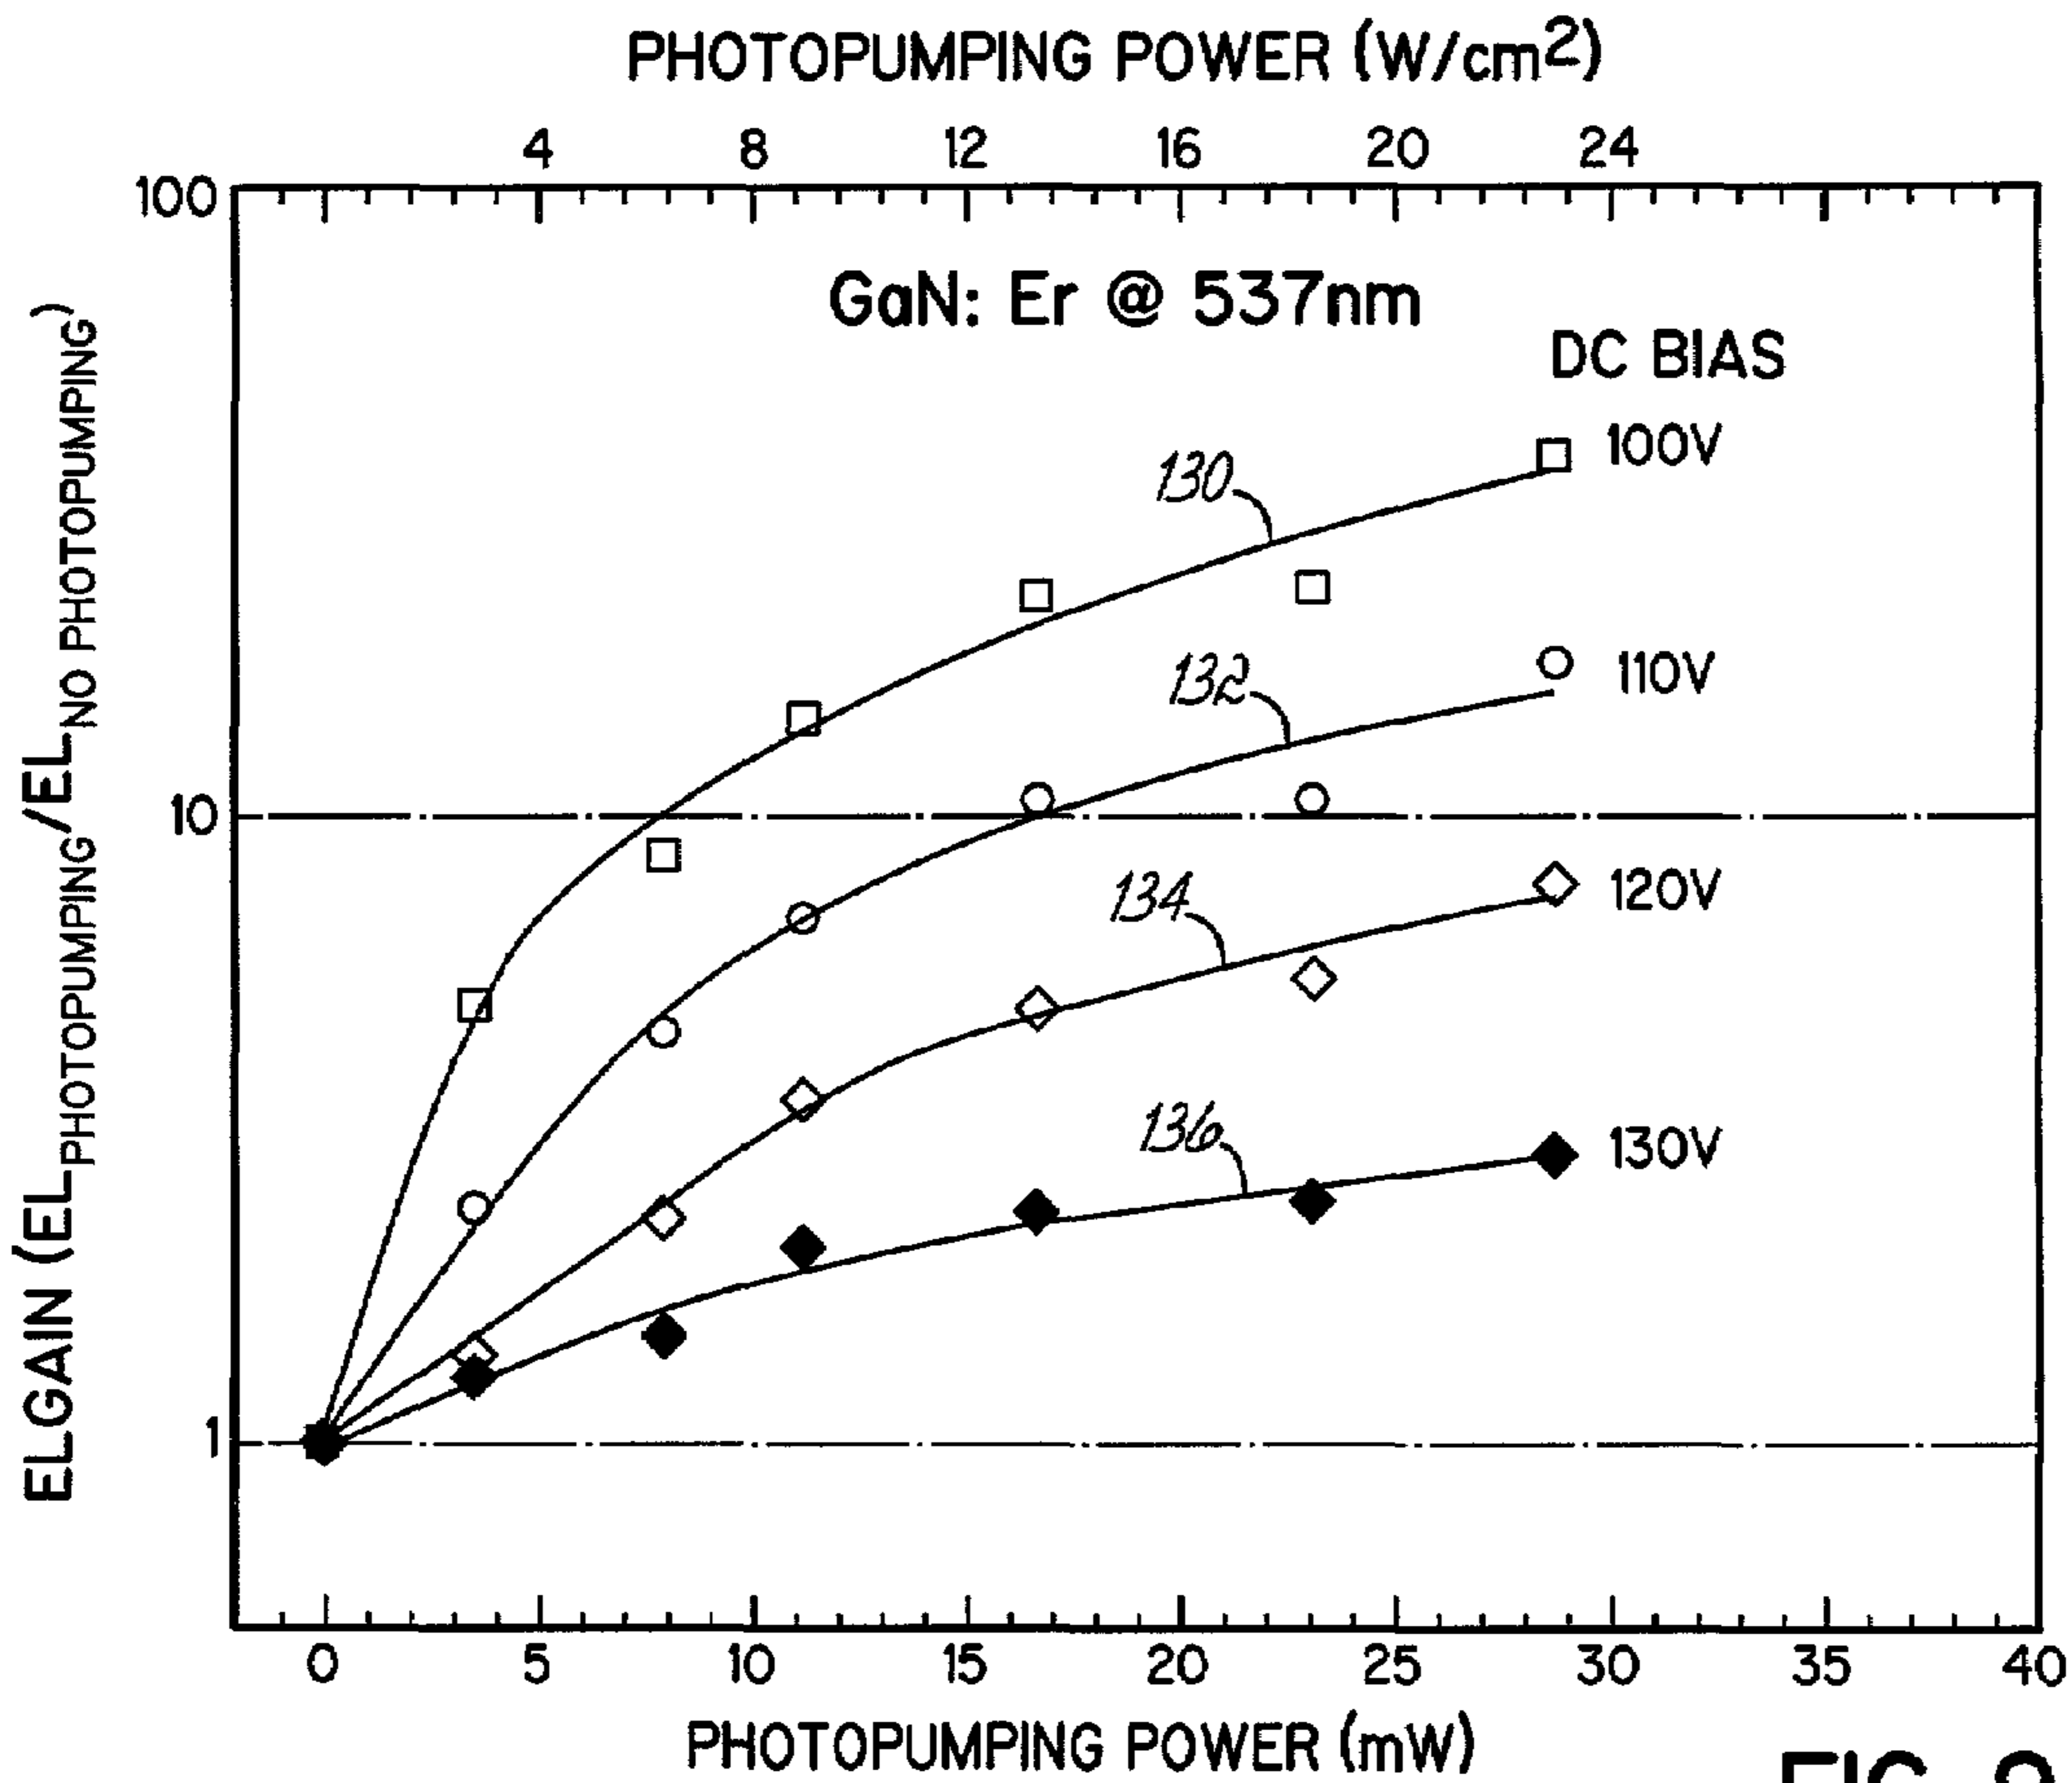 PHOTOPUMPING POWER (W/cm2)
4 8 12 16 20 24
100
GaN: Er @ 537nm
DC BIAS
130
100V
132
110V
10
134
120V
136
130V
1
ELGAIN (ELPHOTOPUMPING/ELNO PHOTOPUMPING)
0 5 10 15 20 25 30 35 40
PHOTOPUMPING POWER (mW)